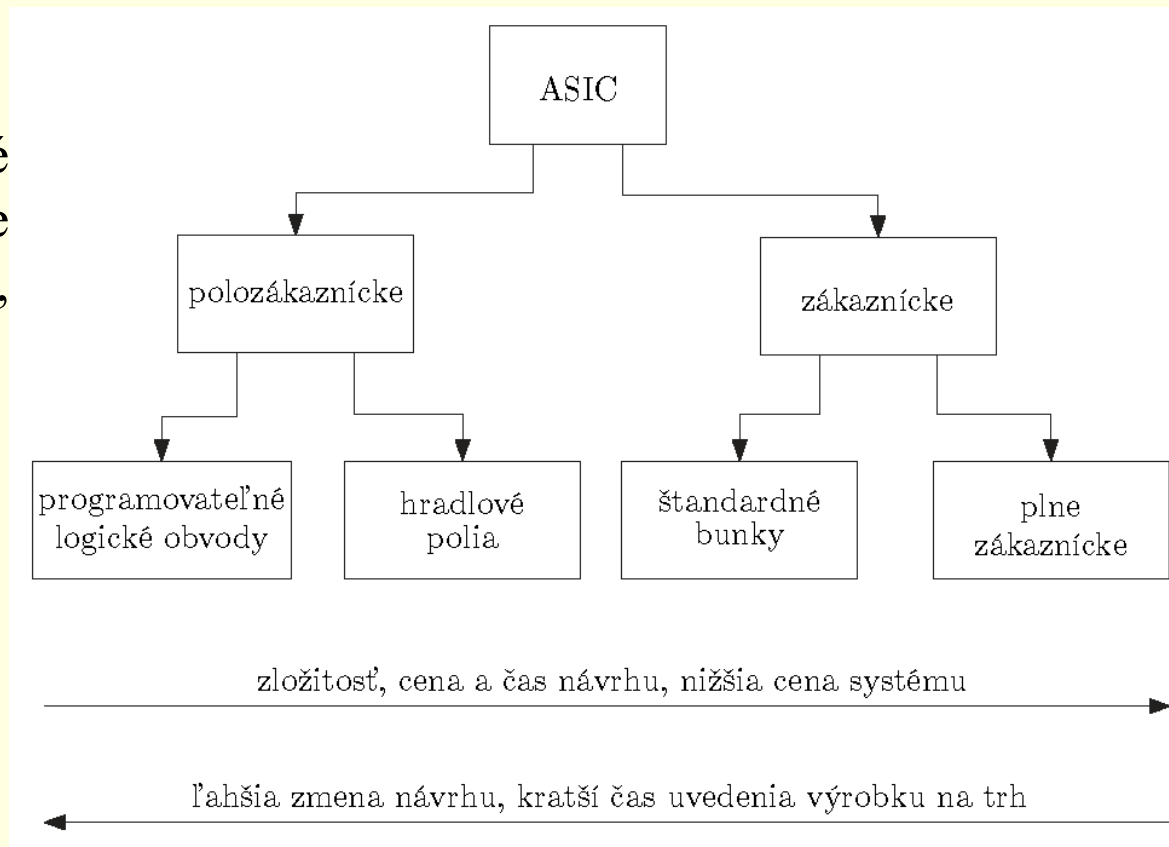 ASIC
é
e
,
polozákaznícke
zákaznícke
programovateľné
logické obvody
hradlové
polia
štandardné
bunky
plne
zákaznícke
zložitosť, cena a čas návrhu, nižšia cena systému
ľahšia zmena návrhu, kratší čas uvedenia výrobku na trh